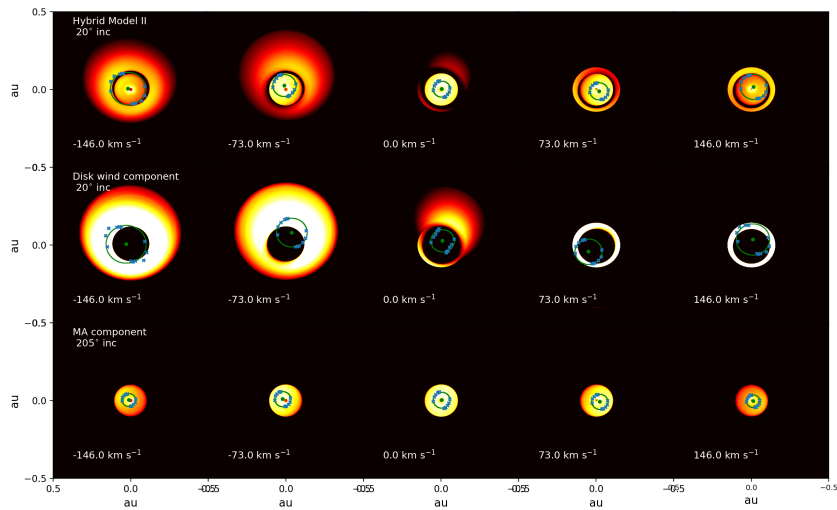 0.5
Hybrid Model II
20° inc
au
0.0
-146.0 km s⁻¹
-73.0 km s⁻¹
0.0 km s⁻¹
73.0 km s⁻¹
146.0 km s⁻¹
−0.5
Disk wind component
20° inc
au
0.0
-146.0 km s⁻¹
-73.0 km s⁻¹
0.0 km s⁻¹
73.0 km s⁻¹
146.0 km s⁻¹
−0.5
MA component
205° inc
au
0.0
-146.0 km s⁻¹
-73.0 km s⁻¹
0.0 km s⁻¹
73.0 km s⁻¹
146.0 km s⁻¹
−0.5
0.5 0.0 0.0 0.0 0.0 0.0 −0.5
au au au au au